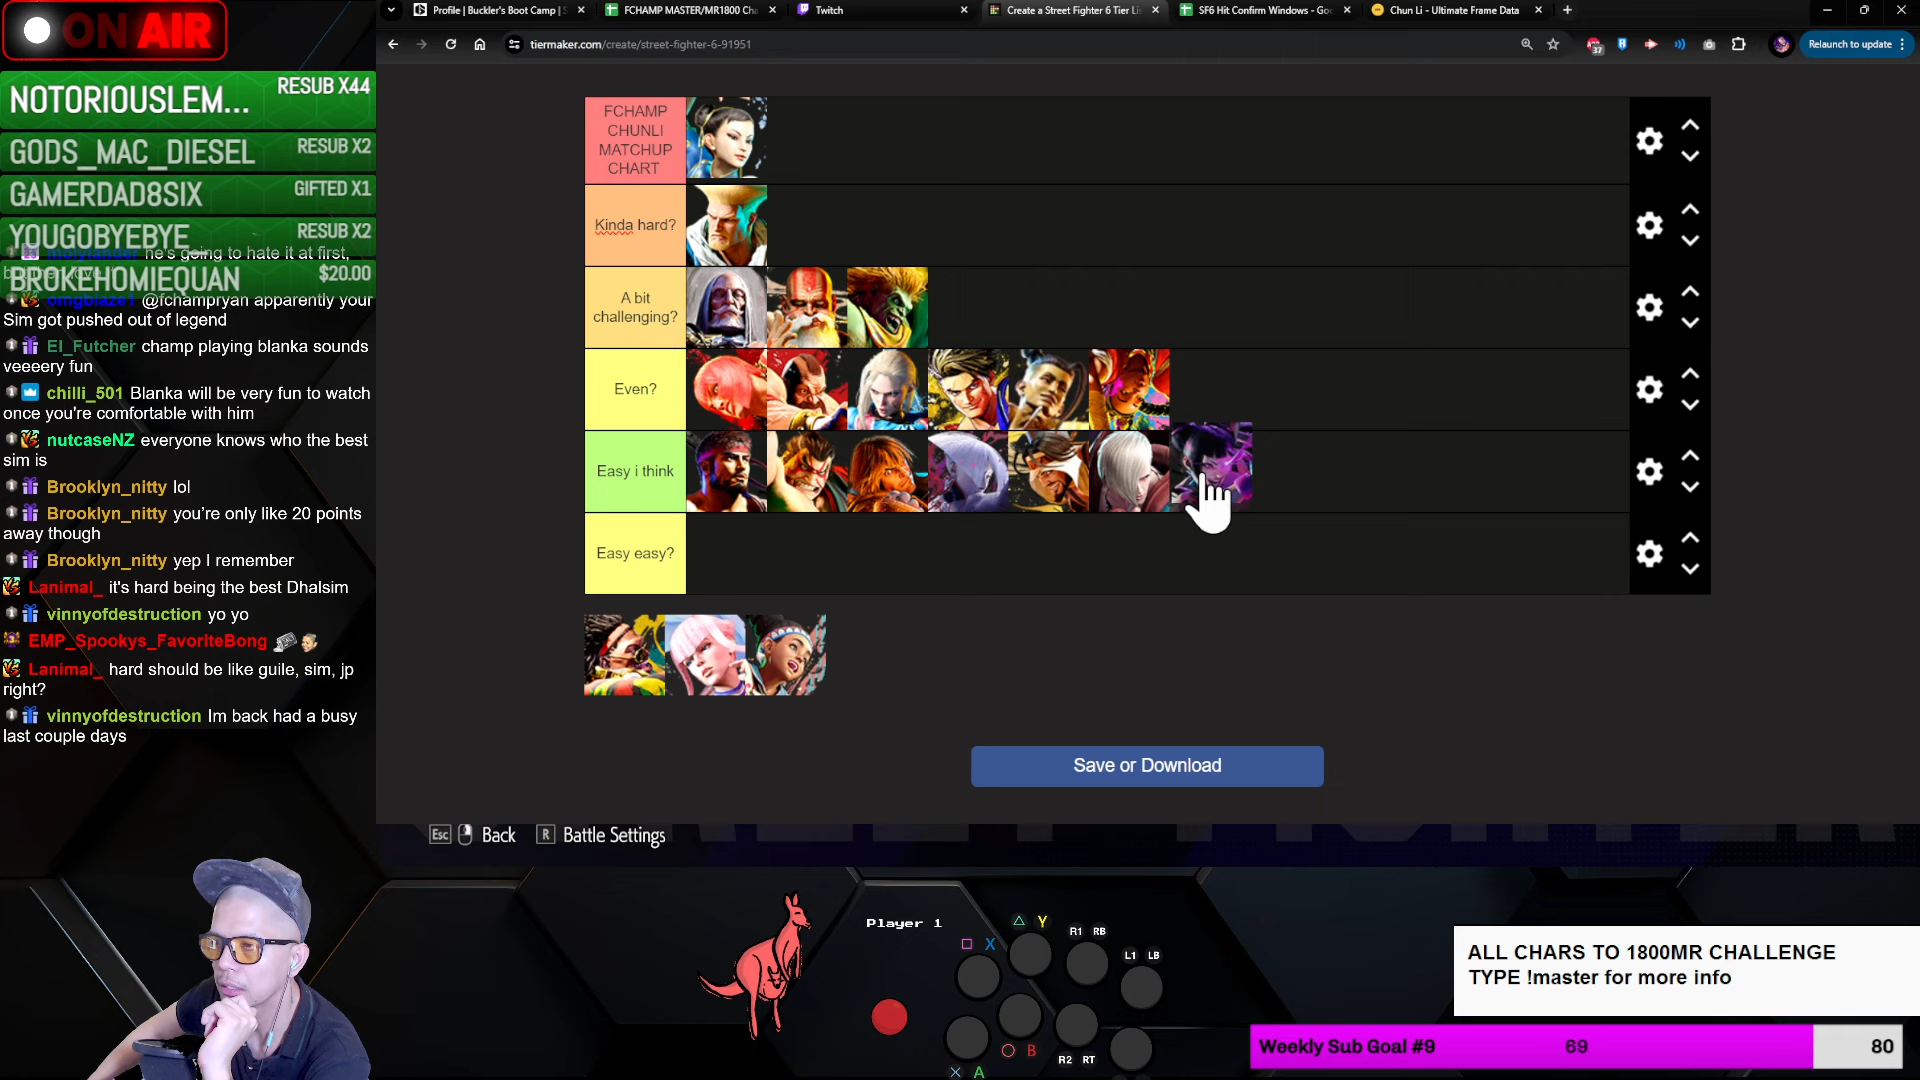 ON AIR
NOTORIOUSLEM... RESUB X44
GODS_MAC_DIESEL RESUB X2
GAMERDAD8SIX GIFTED X1
YOUGOBYEBYE RESUB X2
BROKEHOMIEQUAN $20.00
he's going to hate it at first,
omgblaze1 @fchampryan apparently your
Sim got pushed out of legend
El_Futcher champ playing blanka sounds
veeeery fun
chilli_501 Blanka will be very fun to watch
once you're comfortable with him
nutcaseNZ everyone knows who the best
sim is
Brooklyn_nitty lol
Brooklyn_nitty you're only like 20 points
away though
Brooklyn_nitty yep I remember
Lanimal_ it's hard being the best Dhalsim
vinnyofdestruction yo yo
EMP_Spookys_FavoriteBong
Lanimal_ hard should be like guile, sim, jp
right?
vinnyofdestruction Im back had a busy
last couple days
Profile | Buckler's Boot Camp | S
FCHAMP MASTER/MR1800 Cha
Twitch
Create a Street Fighter 6 Tier Li
SF6 Hit Confirm Windows - Goo
Chun Li - Ultimate Frame Data
tiermaker.com/create/street-fighter-6-91951
37
Relaunch to update
FCHAMP
CHUNLI
MATCHUP
CHART
Kinda hard?
A bit
challenging?
Even?
Easy i think
Easy easy?
Save or Download
Esc Back R Battle Settings
Player 1
△ Y
□ X
R1 RB
L1 LB
○ B
R2 RT
X A
ALL CHARS TO 1800MR CHALLENGE
TYPE !master for more info
Weekly Sub Goal #9 69 80